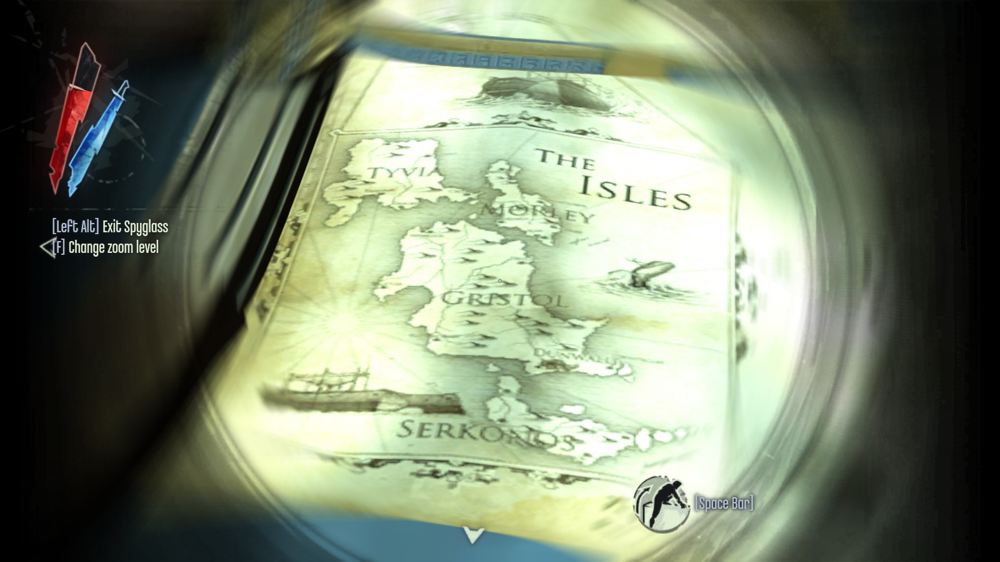 [Left Alt] Exit Spyglass
[F] Change zoom level
THE
ISLES
TYVIA
MORLEY
GRISTOL
DUNWALL
SERKONOS
[Space Bar]